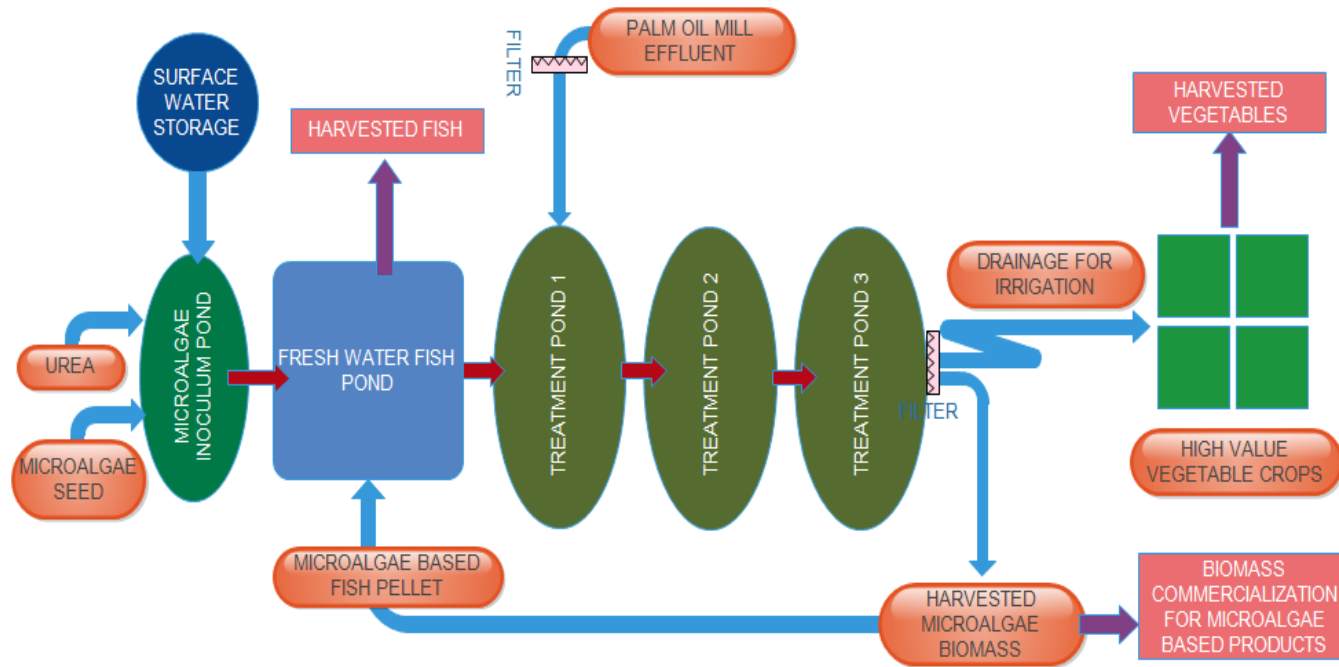 PALM OIL MILL
EFFLUENT
FILTER
SURFACE
WATER
STORAGE
HARVESTED FISH
HARVESTED
VEGETABLES
MICROALGAE
INOCULUM POND
UREA
MICROALGAE
SEED
FRESH WATER FISH
POND
TREATMENT POND 1
TREATMENT POND 2
TREATMENT POND 3
FILTER
DRAINAGE FOR
IRRIGATION
HIGH VALUE
VEGETABLE CROPS
MICROALGAE BASED
FISH PELLET
HARVESTED
MICROALGAE
BIOMASS
BIOMASS
COMMERCIALIZATION
FOR MICROALGAE
BASED PRODUCTS